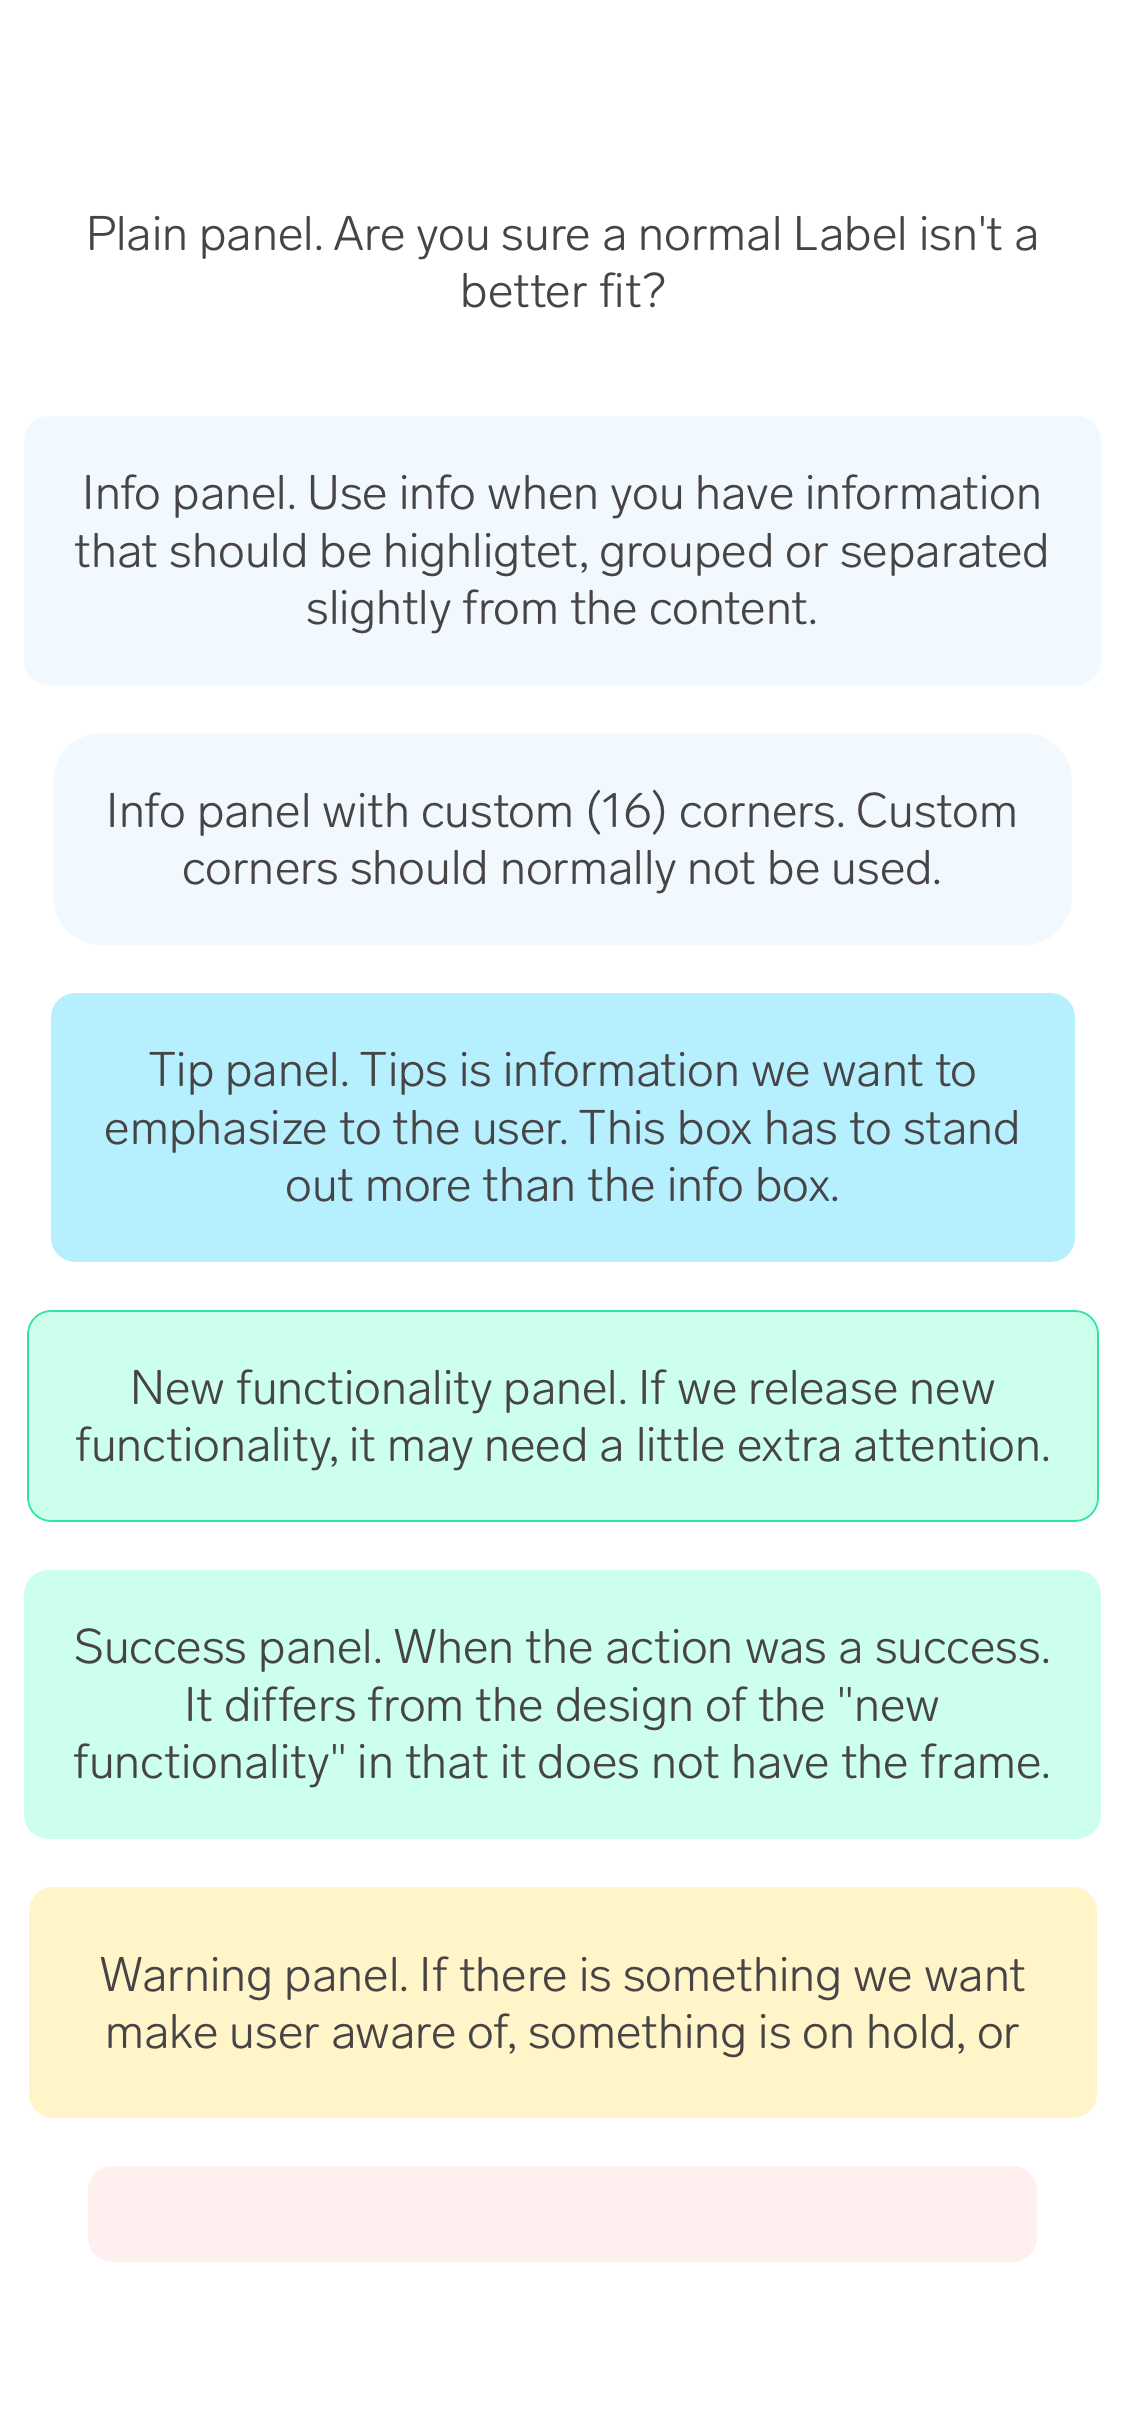 Plain panel. Are you sure a normal Label isn't a
better fit?
Info panel. Use info when you have information
that should be highligtet, grouped or separated
slightly from the content.
Info panel with custom (16) corners. Custom
corners should normally not be used.
Tip panel. Tips is information we want to
emphasize to the user. This box has to stand
out more than the info box.
New functionality panel. If we release new
functionality, it may need a little extra attention.
Success panel. When the action was a success.
It differs from the design of the "new
functionality" in that it does not have the frame.
Warning panel. If there is something we want
make user aware of, something is on hold, or